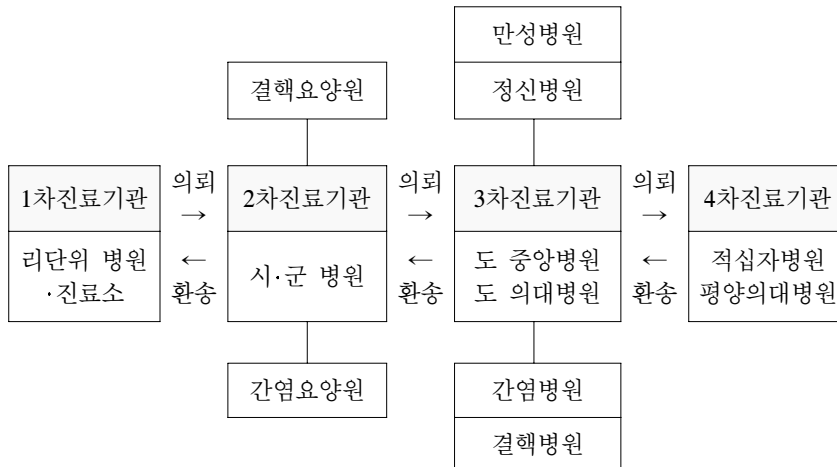 만성병원
결핵요양원
정신병원
1차진료기관
의뢰
→
←
환송
리단위 병원
·진료소
2차진료기관
시·군 병원
의뢰
→
←
환송
3차진료기관
도 중앙병원
도 의대병원
의뢰
→
←
환송
4차진료기관
적십자병원
평양의대병원
간염요양원
간염병원
결핵병원